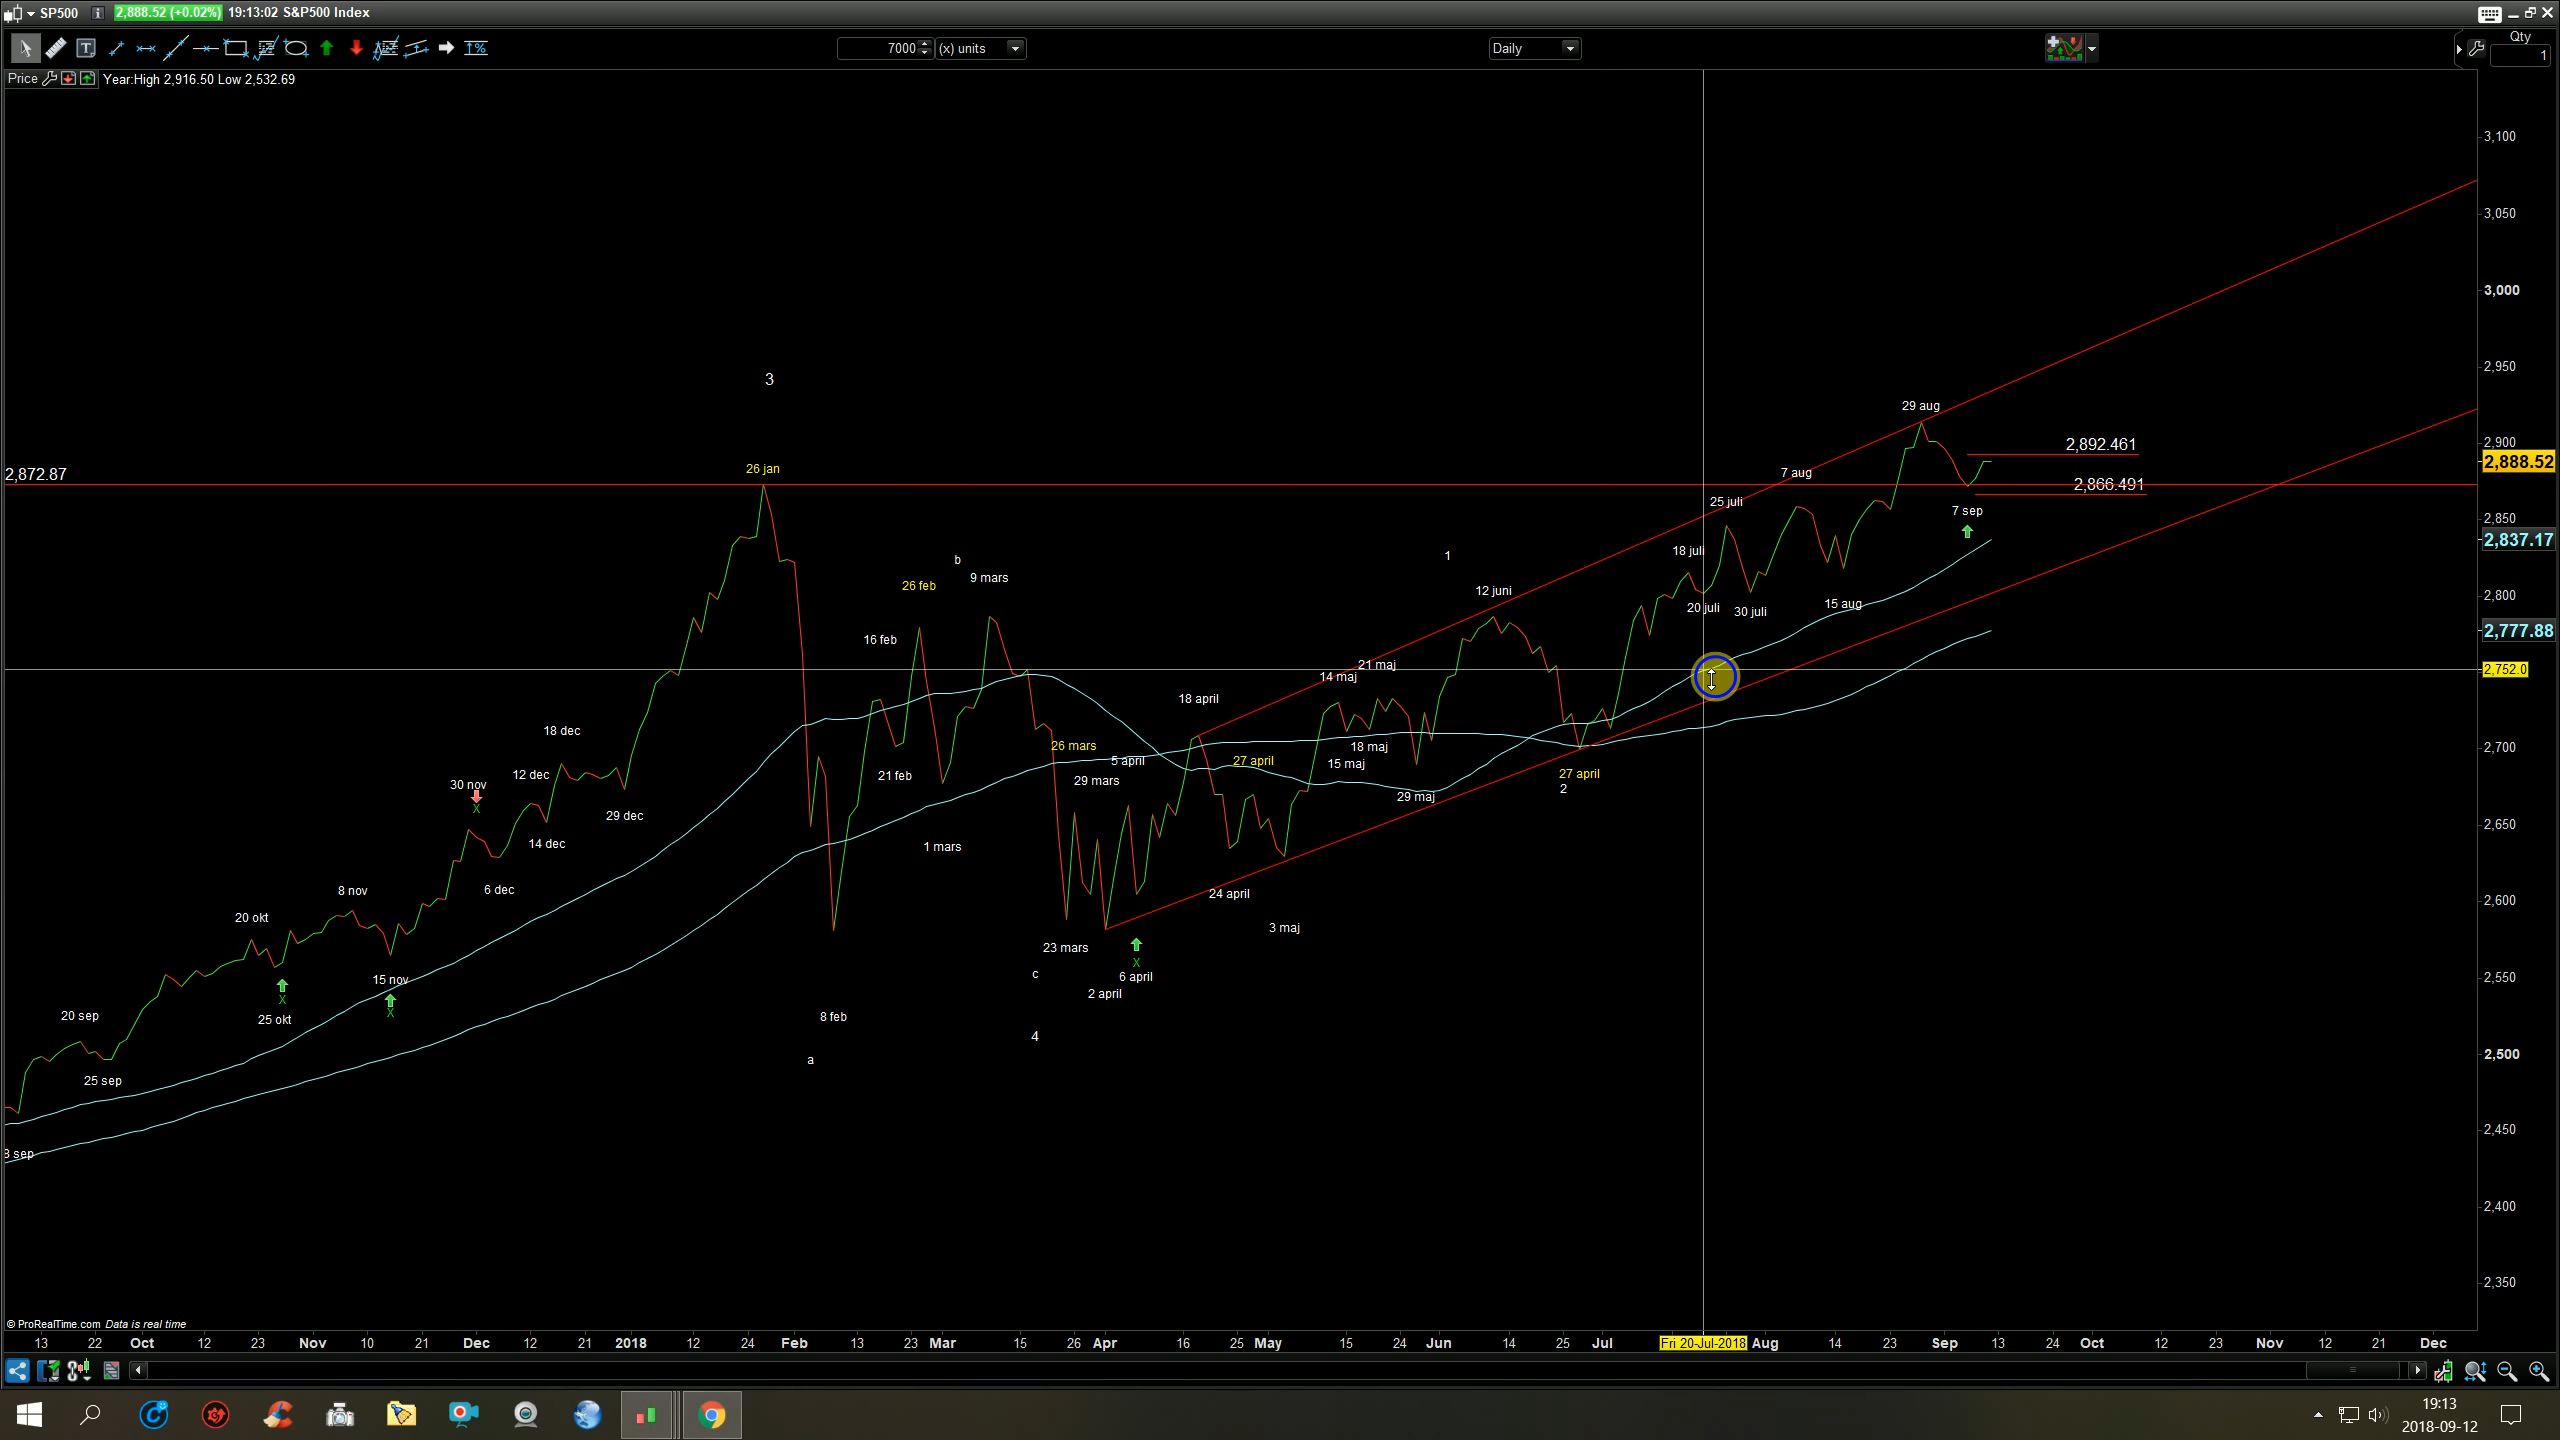 SP500 i 2,888.52 (+0.02%) 19:13:02 S&P500 Index
T 7000 (x) units Daily Qty
1
Price Year:High 2,916.50 Low 2,532.69
3,100
3,050
3,000
2,950
2,900
2,888.52
2,850
2,837.17
2,800
2,777.88
2,752.0
2,700
2,650
2,600
2,550
2,500
2,450
2,400
2,350
2,872.87
3
26 jan
29 aug
2,892.461
2,866.491
7 sep
7 aug
25 juli
18 juli
20 juli
30 juli
15 aug
1
12 juni
b
9 mars
26 feb
16 feb
21 feb
1 mars
8 feb
a
14 maj
21 maj
18 april
26 mars
5 april
29 mars
27 april
18 maj
15 maj
29 maj
27 april
2
24 april
3 maj
23 mars
c
X
6 april
2 april
4
18 dec
12 dec
30 nov
X
29 dec
14 dec
6 dec
8 nov
20 okt
15 nov
X
X
25 okt
20 sep
25 sep
3 sep
© ProRealTime.com Data is real time
13 22 Oct 12 23 Nov 10 21 Dec 12 21 2018 12 24 Feb 13 23 Mar 15 26 Apr 16 25 May 15 24 Jun 14 25 Jul Fri 20-Jul-2018 Aug 14 23 Sep 13 24 Oct 12 23 Nov 12 21 Dec
19:13
2018-09-12